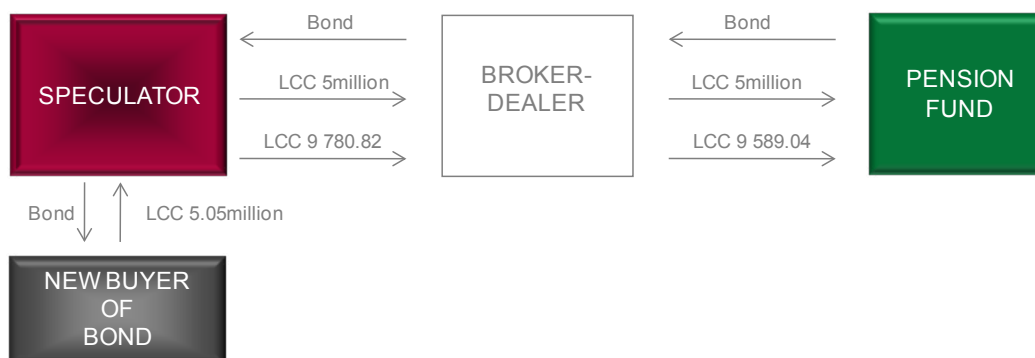 Bond
Bond
SPECULATOR
LCC 5million
BROKER-
DEALER
LCC 5million
PENSION
FUND
LCC 9 780.82
LCC 9 589.04
Bond
LCC 5.05million
NEW BUYER
OF
BOND